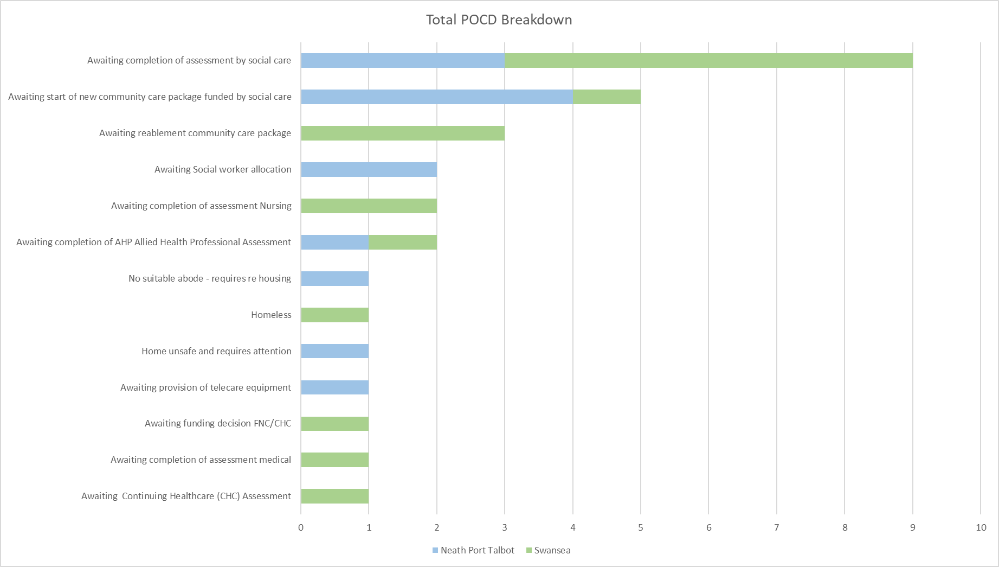 Total POCD Breakdown
Awaiting completion of assessment by social care
Awaiting start of new community care package funded by social care
Awaiting reablement community care package
Awaiting Social worker allocation
Awaiting completion of assessment Nursing
Awaiting completion of AHP Allied Health Professional Assessment
No suitable abode - requires re housing
Homeless
Home unsafe and requires attention
Awaiting provision of telecare equipment
Awaiting funding decision FNC/CHC
Awaiting completion of assessment medical
Awaiting  Continuing Healthcare (CHC) Assessment
0 1 2 3 4 5 6 7 8 9 10
Neath Port Talbot Swansea